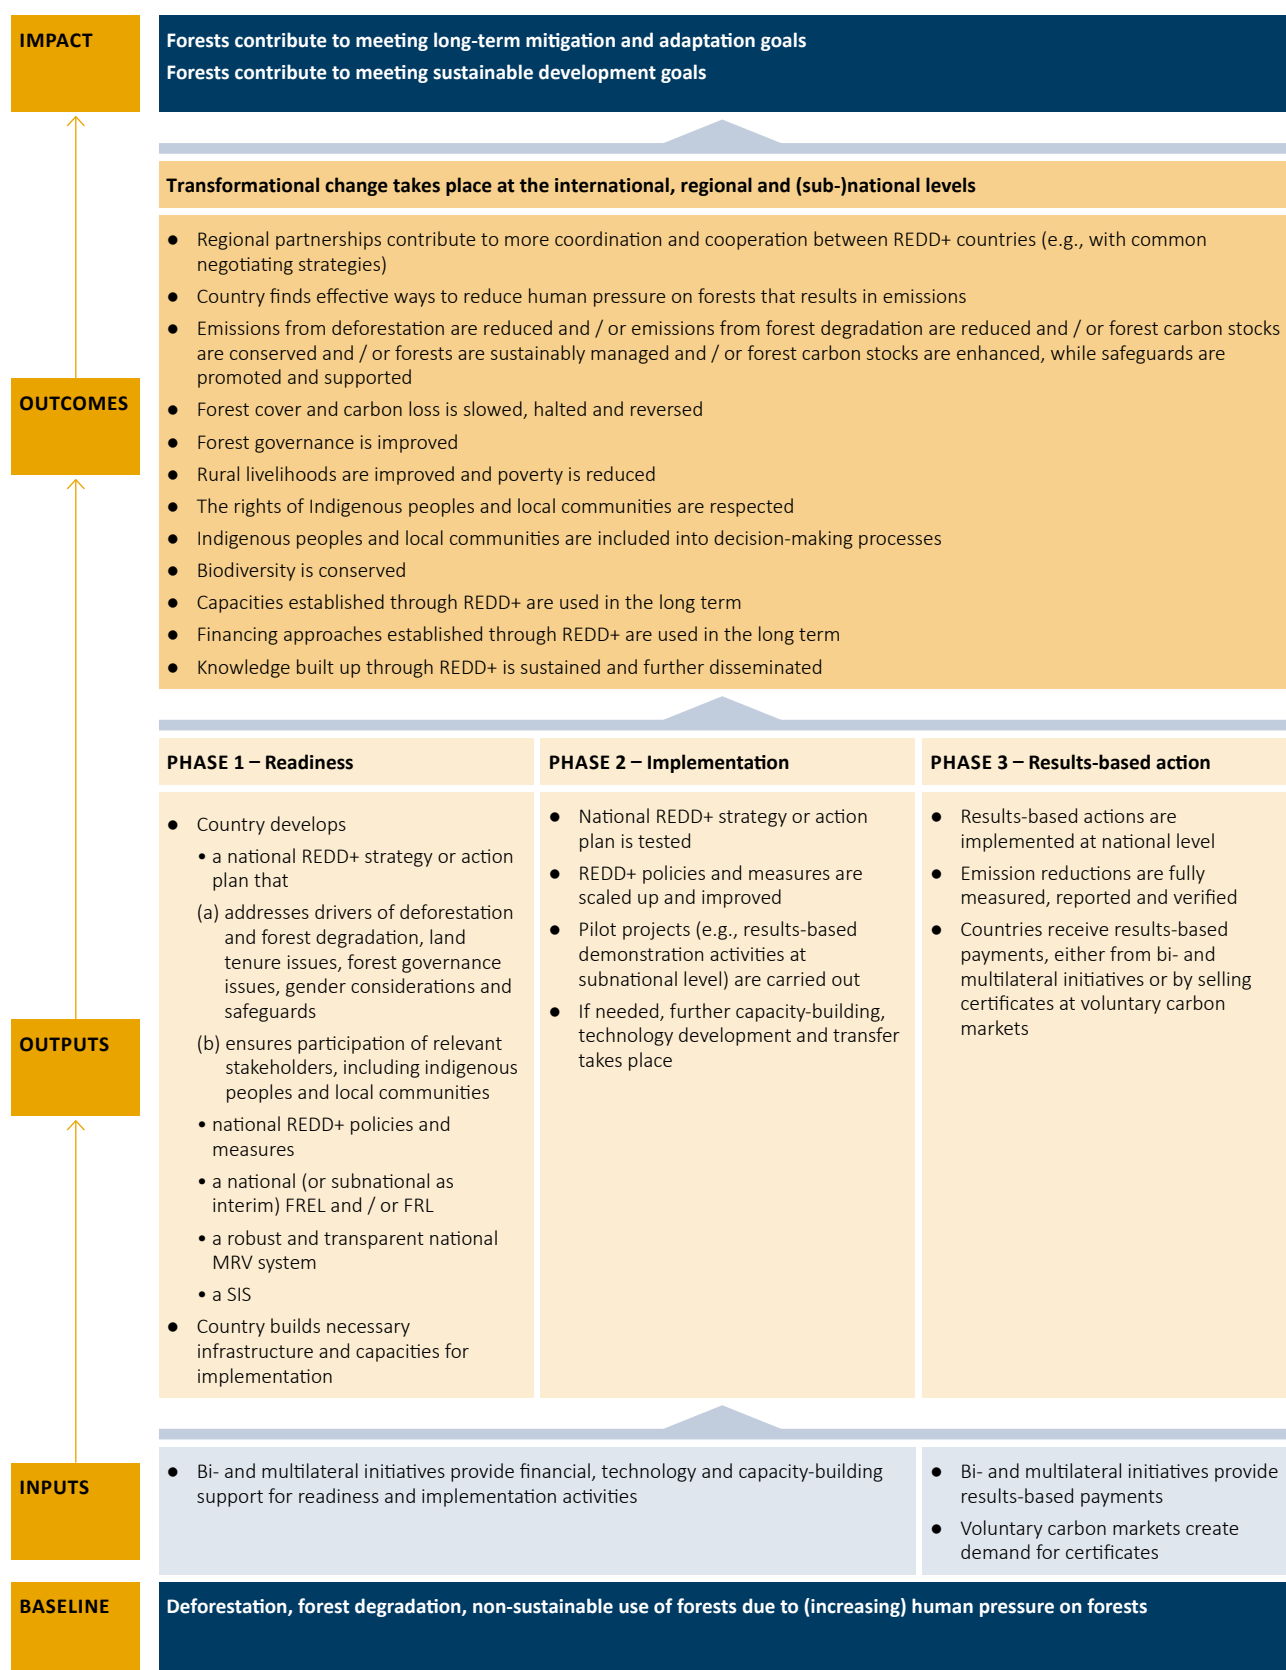 IMPACT
Forests contribute to meeting long-term mitigation and adaptation goals
Forests contribute to meeting sustainable development goals
Transformational change takes place at the international, regional and (sub-)national levels
OUTCOMES
● Regional partnerships contribute to more coordination and cooperation between REDD+ countries (e.g., with common
negotiating strategies)
● Country finds effective ways to reduce human pressure on forests that results in emissions
● Emissions from deforestation are reduced and / or emissions from forest degradation are reduced and / or forest carbon stocks
are conserved and / or forests are sustainably managed and / or forest carbon stocks are enhanced, while safeguards are
promoted and supported
● Forest cover and carbon loss is slowed, halted and reversed
● Forest governance is improved
● Rural livelihoods are improved and poverty is reduced
● The rights of Indigenous peoples and local communities are respected
● Indigenous peoples and local communities are included into decision-making processes
● Biodiversity is conserved
● Capacities established through REDD+ are used in the long term
● Financing approaches established through REDD+ are used in the long term
● Knowledge built up through REDD+ is sustained and further disseminated
OUTPUTS
PHASE 1 – Readiness
● Country develops
• a national REDD+ strategy or action
plan that
(a) addresses drivers of deforestation
and forest degradation, land
tenure issues, forest governance
issues, gender considerations and
safeguards
(b) ensures participation of relevant
stakeholders, including indigenous
peoples and local communities
• national REDD+ policies and
measures
• a national (or subnational as
interim) FREL and / or FRL
• a robust and transparent national
MRV system
• a SIS
● Country builds necessary
infrastructure and capacities for
implementation
PHASE 2 – Implementation
● National REDD+ strategy or action
plan is tested
● REDD+ policies and measures are
scaled up and improved
● Pilot projects (e.g., results-based
demonstration activities at
subnational level) are carried out
● If needed, further capacity-building,
technology development and transfer
takes place
PHASE 3 – Results-based action
● Results-based actions are
implemented at national level
● Emission reductions are fully
measured, reported and verified
● Countries receive results-based
payments, either from bi- and
multilateral initiatives or by selling
certificates at voluntary carbon
markets
INPUTS
● Bi- and multilateral initiatives provide financial, technology and capacity-building
support for readiness and implementation activities
● Bi- and multilateral initiatives provide
results-based payments
● Voluntary carbon markets create
demand for certificates
BASELINE
Deforestation, forest degradation, non-sustainable use of forests due to (increasing) human pressure on forests